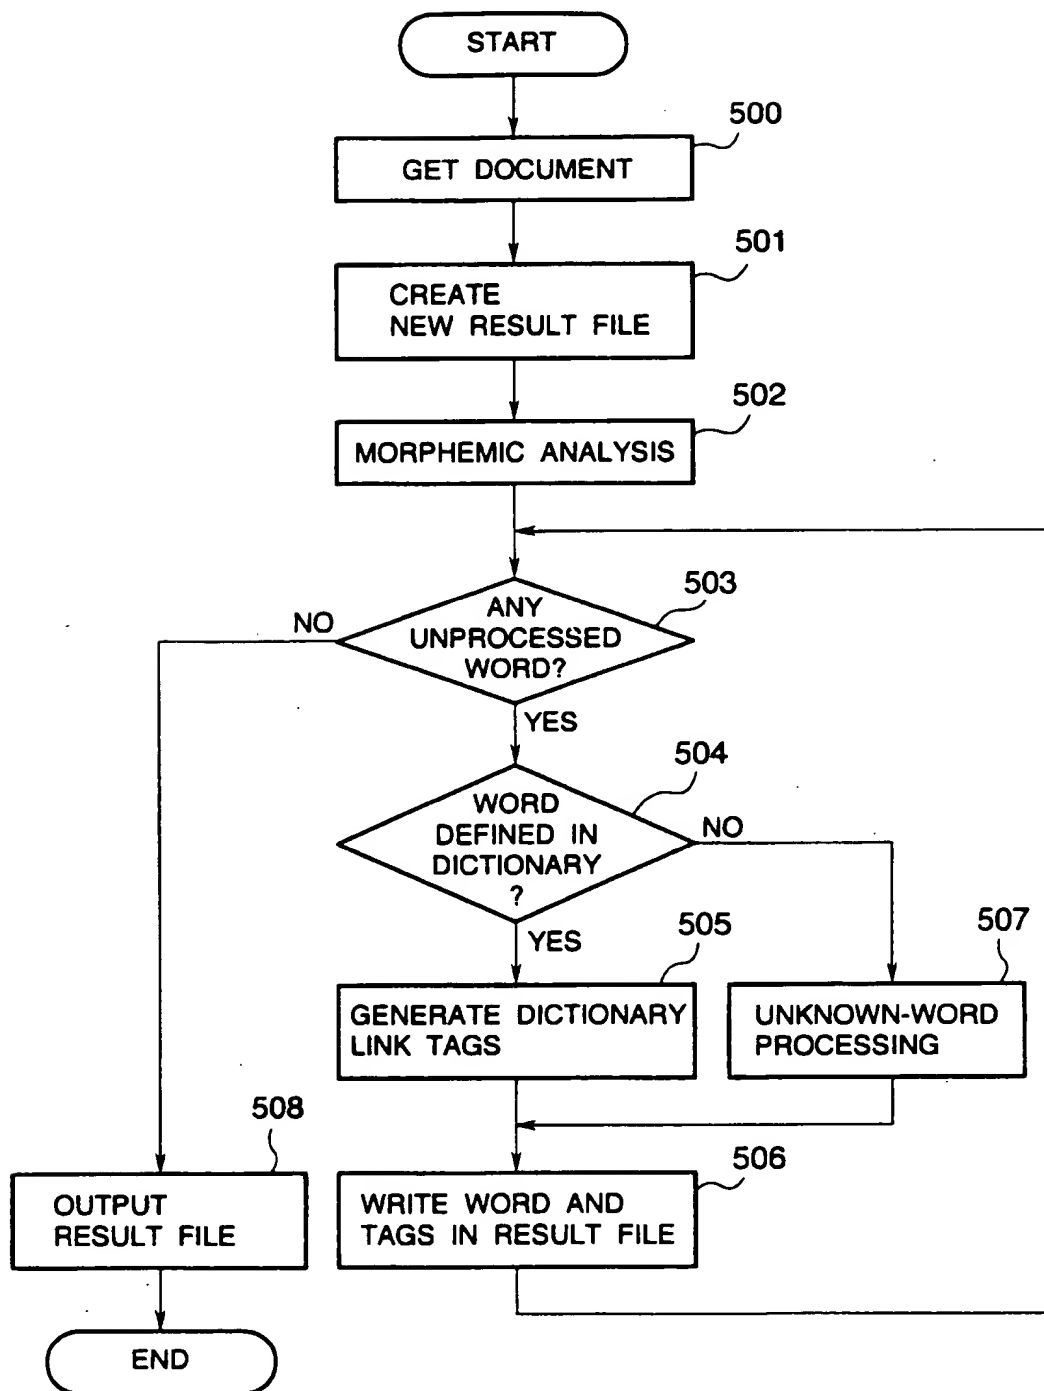 START
500
GET DOCUMENT
501
CREATE
NEW RESULT FILE
502
MORPHEMIC ANALYSIS
503
ANY
UNPROCESSED
WORD?
NO
YES
504
WORD
DEFINED IN
DICTIONARY
?
NO
YES
505
GENERATE DICTIONARY
LINK TAGS
507
UNKNOWN-WORD
PROCESSING
506
WRITE WORD AND
TAGS IN RESULT FILE
508
OUTPUT
RESULT FILE
END